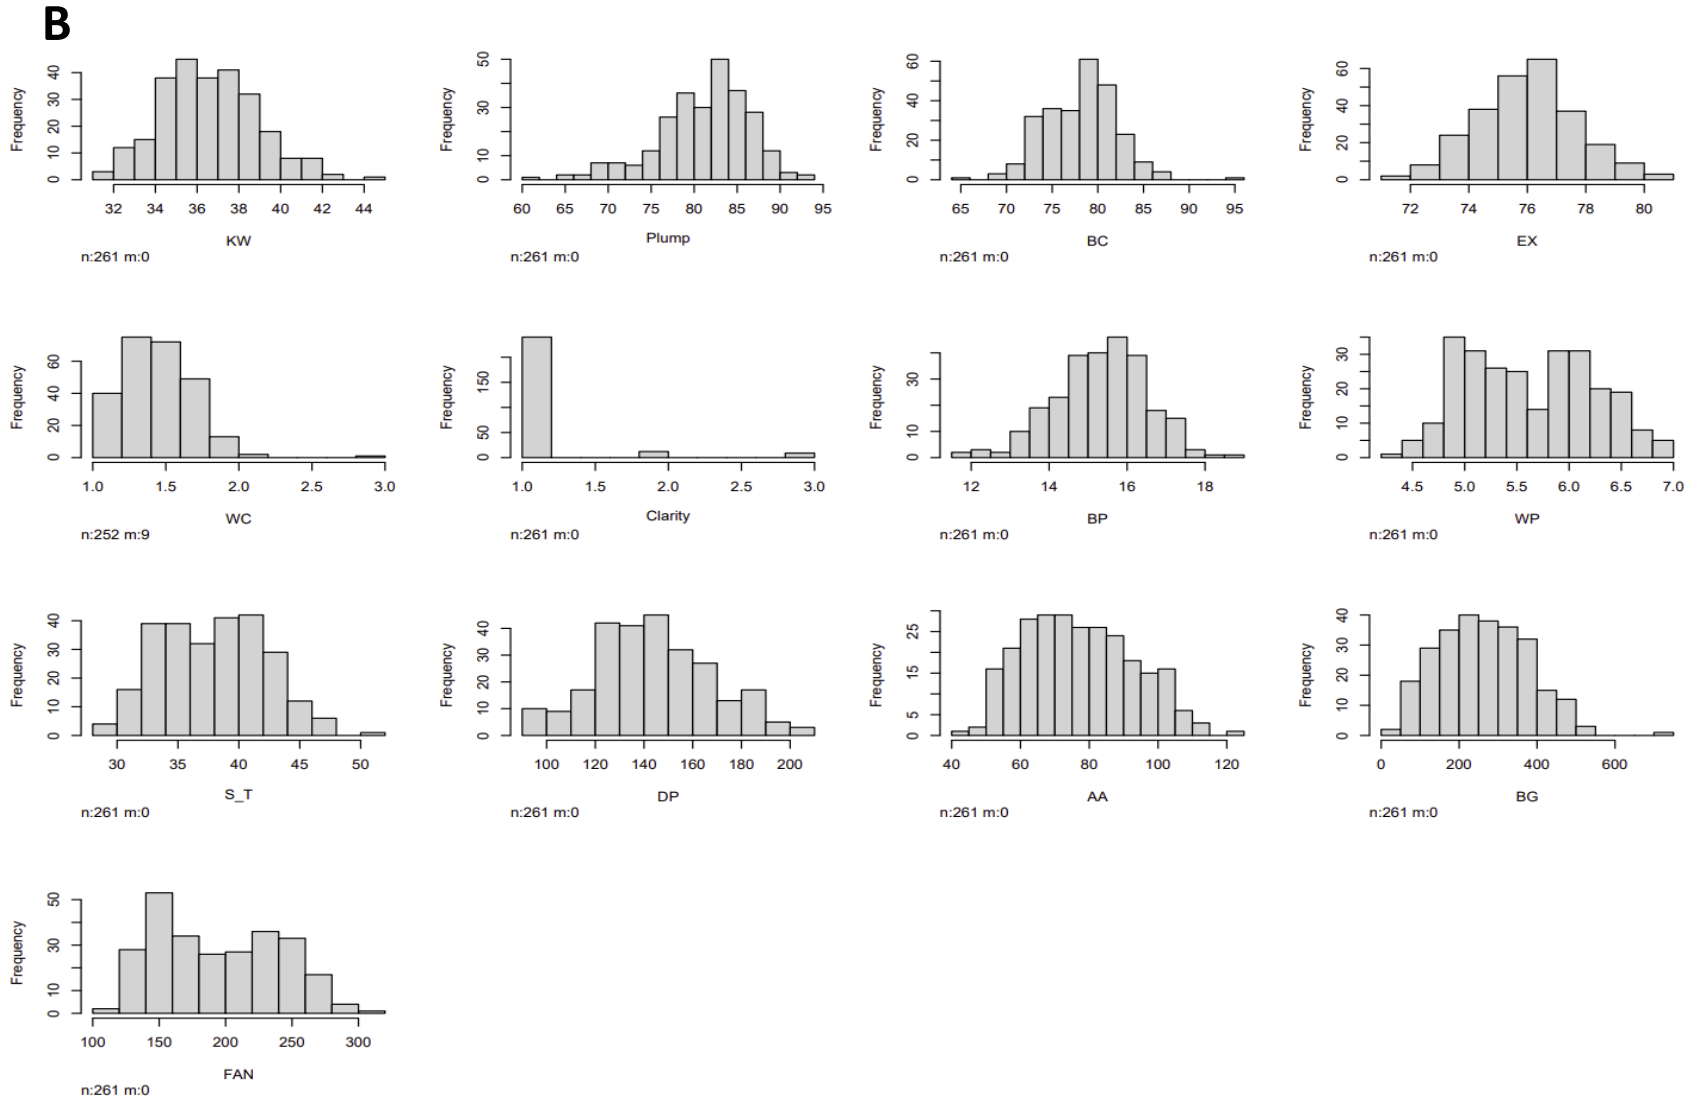 B
Frequency
0 10 20 30 40
32 34 36 38 40 42 44
KW
n:261 m:0
Frequency
0 10 30 50
60 65 70 75 80 85 90 95
Plump
n:261 m:0
Frequency
0 20 40 60
65 70 75 80 85 90 95
BC
n:261 m:0
Frequency
0 20 40 60
72 74 76 78 80
EX
n:261 m:0
Frequency
0 20 40 60
1.0 1.5 2.0 2.5 3.0
WC
n:252 m:9
Frequency
0 50 150
1.0 1.5 2.0 2.5 3.0
Clarity
n:261 m:0
Frequency
0 10 30
12 14 16 18
BP
n:261 m:0
Frequency
0 10 20 30
4.5 5.0 5.5 6.0 6.5 7.0
WP
n:261 m:0
Frequency
0 10 20 30 40
30 35 40 45 50
S_T
n:261 m:0
Frequency
0 10 20 30 40
100 120 140 160 180 200
DP
n:261 m:0
Frequency
0 5 15 25
40 60 80 100 120
AA
n:261 m:0
Frequency
0 10 20 30 40
0 200 400 600
BG
n:261 m:0
Frequency
0 10 30 50
100 150 200 250 300
FAN
n:261 m:0